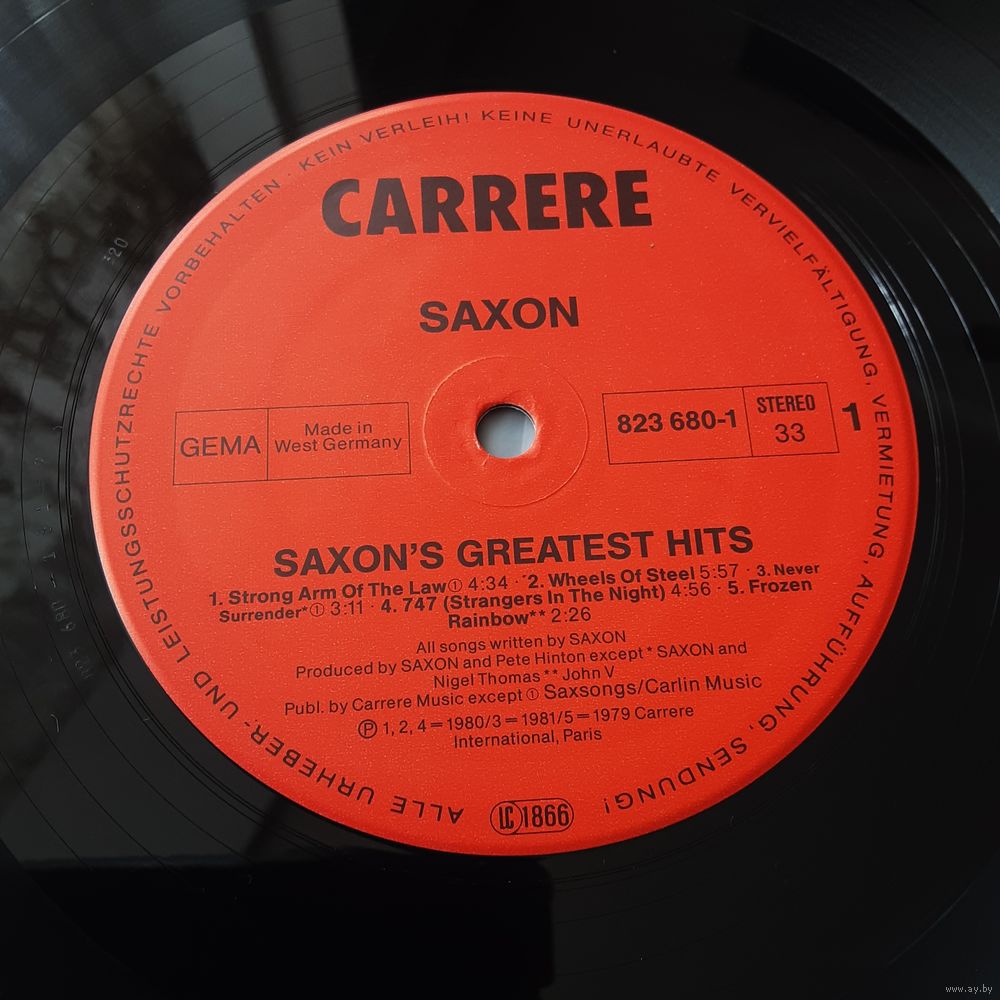 ALLE URHEBER- UND LEISTUNGSSCHUTZRECHTE VORBEHALTEN · KEIN VERLEIH! KEINE UNERLAUBTE VERVIELFÄLTIGUNG, VERMIETUNG, AUFFÜHRUNG, SENDUNG!
CARRERE
SAXON
GEMA
Made in
West Germany
823 680-1
STEREO
33
1
SAXON'S GREATEST HITS
1. Strong Arm Of The Law① 4:34 · 2. Wheels Of Steel 5:57 · 3. Never
Surrender*① 3:11 · 4. 747 (Strangers In The Night) 4:56 · 5. Frozen
Rainbow** 2:26
All songs written by SAXON
Produced by SAXON and Pete Hinton except * SAXON and
Nigel Thomas ** John V
Publ. by Carrere Music except ① Saxsongs/Carlin Music
Ⓟ 1, 2, 4 = 1980/3 = 1981/5 = 1979 Carrere
International, Paris
LC 1866
320
www.ay.by